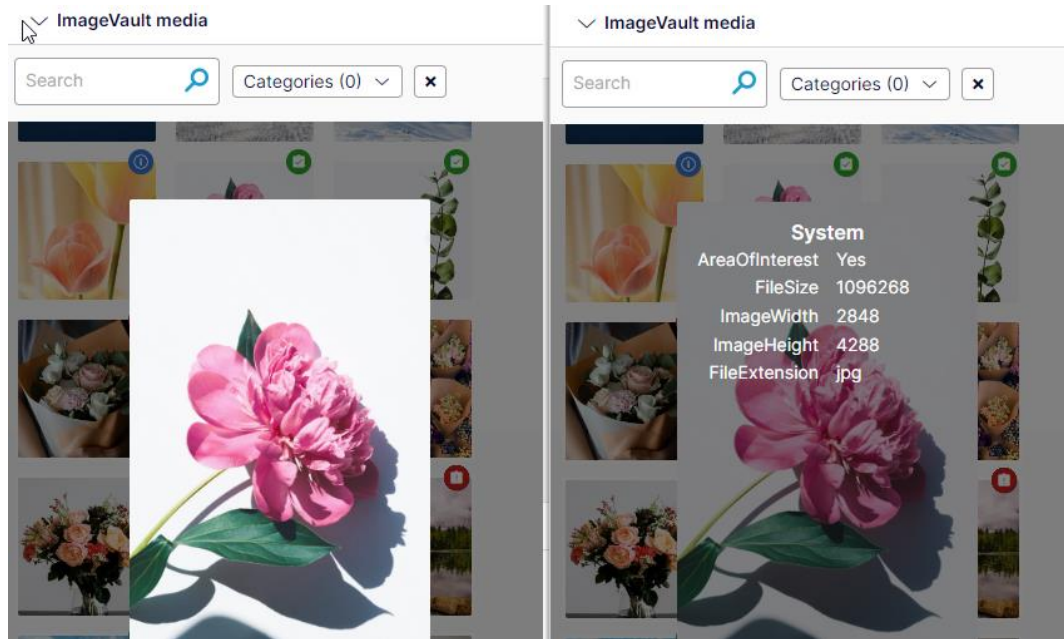 ImageVault media
Search
Categories (0)
ImageVault media
Search
Categories (0)
System
AreaOfInterest Yes
FileSize 1096268
ImageWidth 2848
ImageHeight 4288
FileExtension jpg